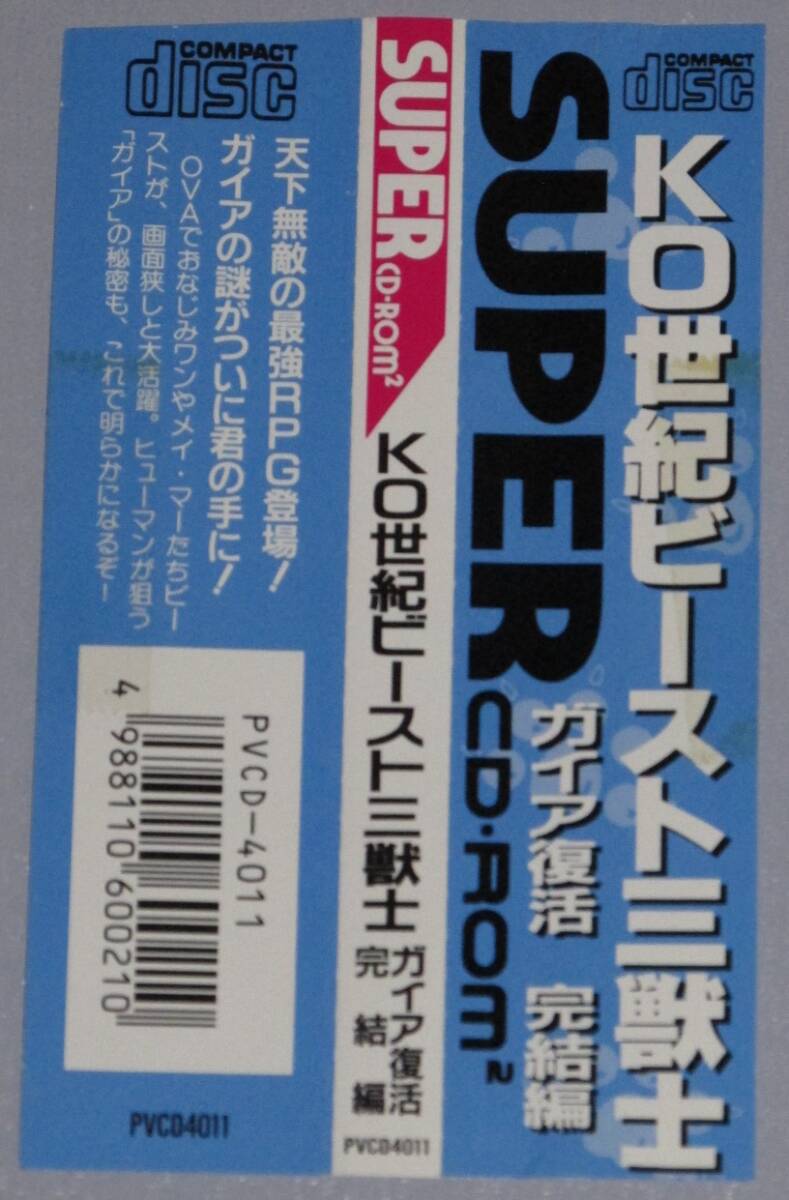 COMPACT
disc
KO世紀ビースト三獣士
SUPER CD・ROM²
ガイア復活 完結編
SUPER CD・ROM²
KO世紀ビースト三獣士
ガイア復活
完結編
PVCD4011
COMPACT
disc
天下無敵の最強RPG登場!
ガイアの謎がついに君の手に!
OVAでおなじみワンやメイ・マーたちビー
ストが、画面狭しと大活躍。ヒューマンが狙う
「ガイア」の秘密も、これで明らかになるぞ!
PVCD-4011
4 988110 600210
PVCD4011